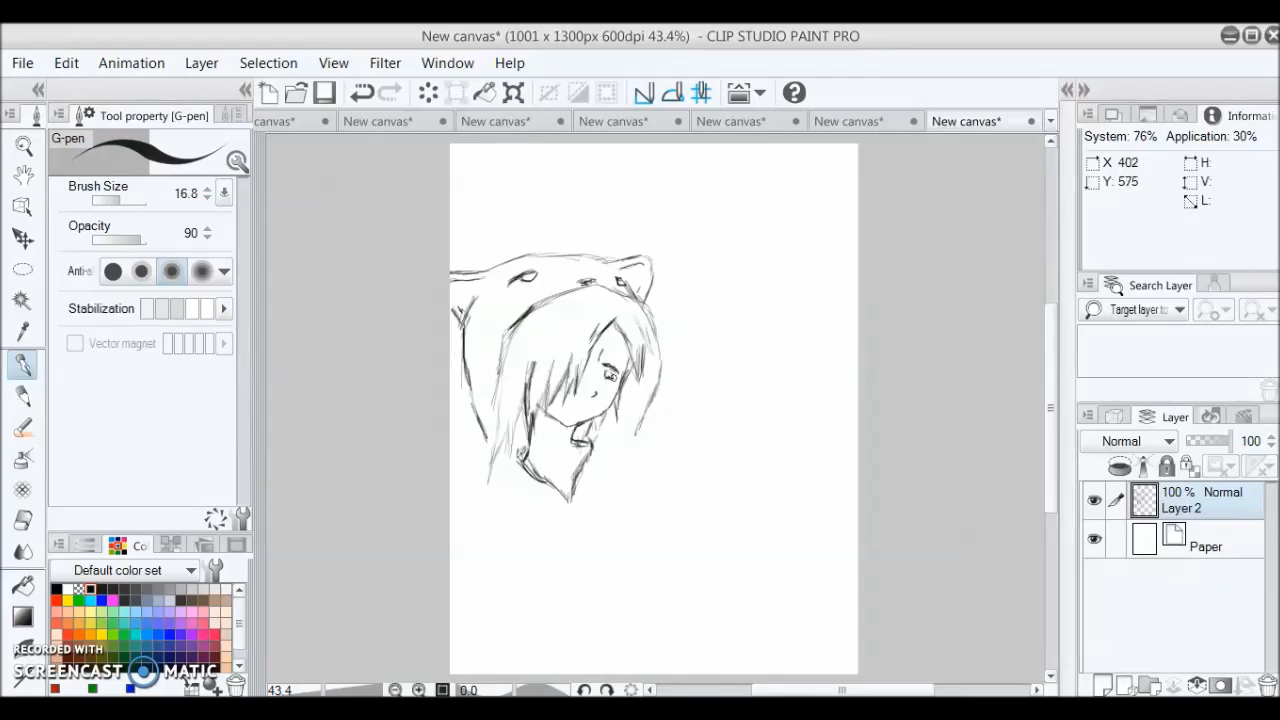 New canvas* (1001 x 1300px 600dpi 43.4%) - CLIP STUDIO PAINT PRO
File Edit Animation Layer Selection View Filter Window Help
Tool property [G-pen]
canvas* New canvas* New canvas* New canvas* New canvas* New canvas* New canvas*
Informat
G-pen
System: 76% Application: 30%
X 402 H:
Y: 575 V:
L:
Brush Size 16.8
Opacity 90
Anti-al
Stabilization
Vector magnet
Search Layer
Target layer to
Layer
Normal 100
100 % Normal
Layer 2
Paper
Co
Default color set
RECORDED WITH
SCREENCAST MATIC
43.4 0.0